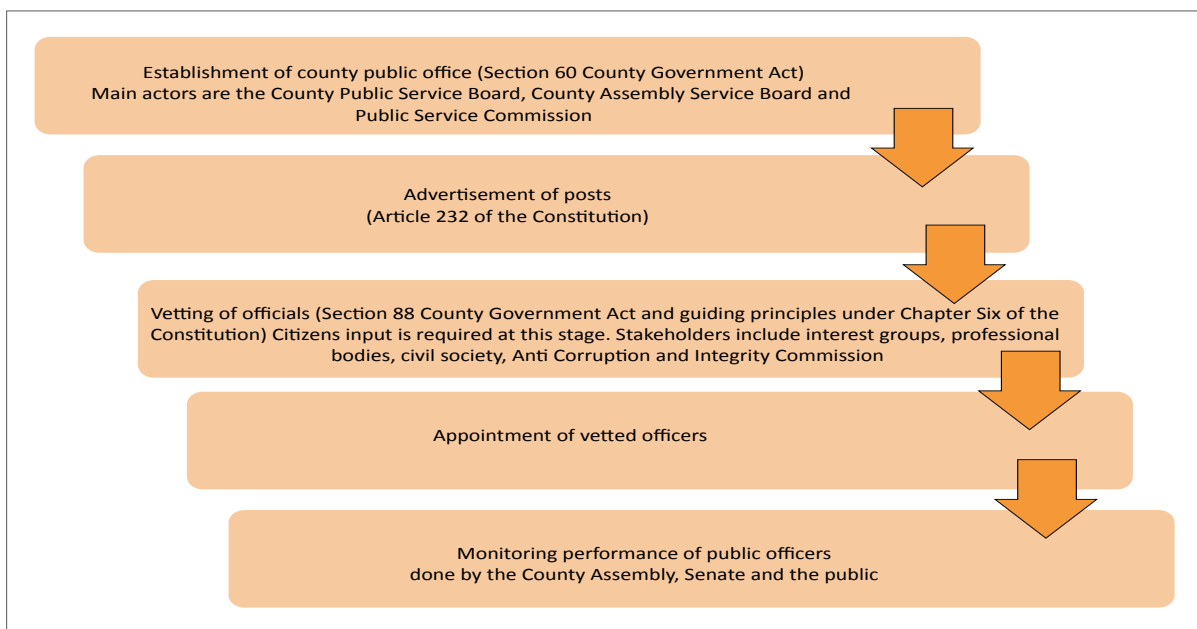 Establishment of county public office (Section 60 County Government Act)
Main actors are the County Public Service Board, County Assembly Service Board and
Public Service Commission
Advertisement of posts
(Article 232 of the Constitution)
Vetting of officials (Section 88 County Government Act and guiding principles under Chapter Six of the
Constitution) Citizens input is required at this stage. Stakeholders include interest groups, professional
bodies, civil society, Anti Corruption and Integrity Commission
Appointment of vetted officers
Monitoring performance of public officers
done by the County Assembly, Senate and the public